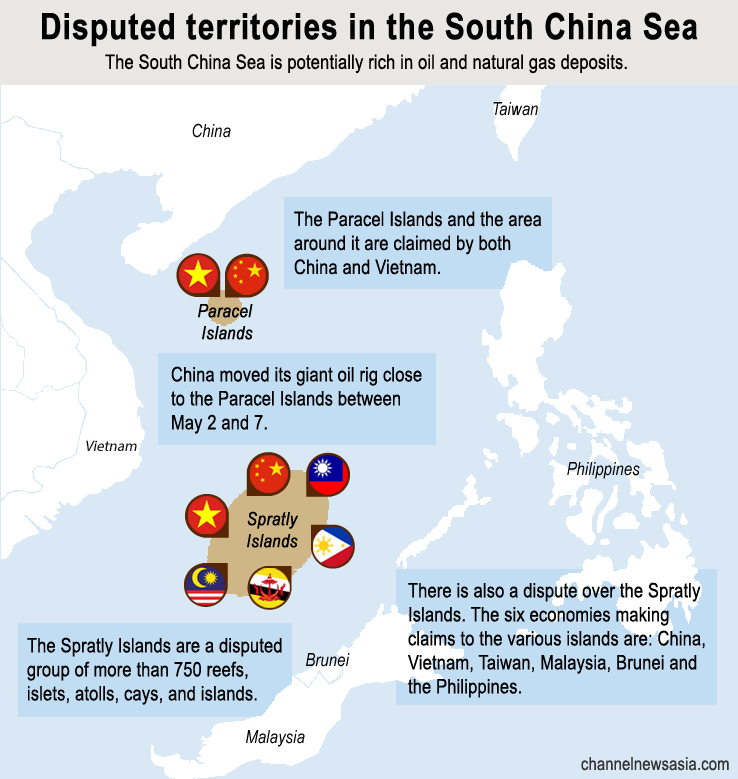 Disputed territories in the South China Sea
The South China Sea is potentially rich in oil and natural gas deposits.
Taiwan
China
The Paracel Islands and the area
around it are claimed by both
China and Vietnam.
Paracel
Islands
China moved its giant oil rig close
to the Paracel Islands between
May 2 and 7.
Vietnam
Philippines
Spratly
Islands
There is also a dispute over the Spratly
Islands. The six economies making
claims to the various islands are: China,
Vietnam, Taiwan, Malaysia, Brunei and
the Philippines.
The Spratly Islands are a disputed
group of more than 750 reefs,
islets, atolls, cays, and islands.
Brunei
Malaysia
channelnewsasia.com